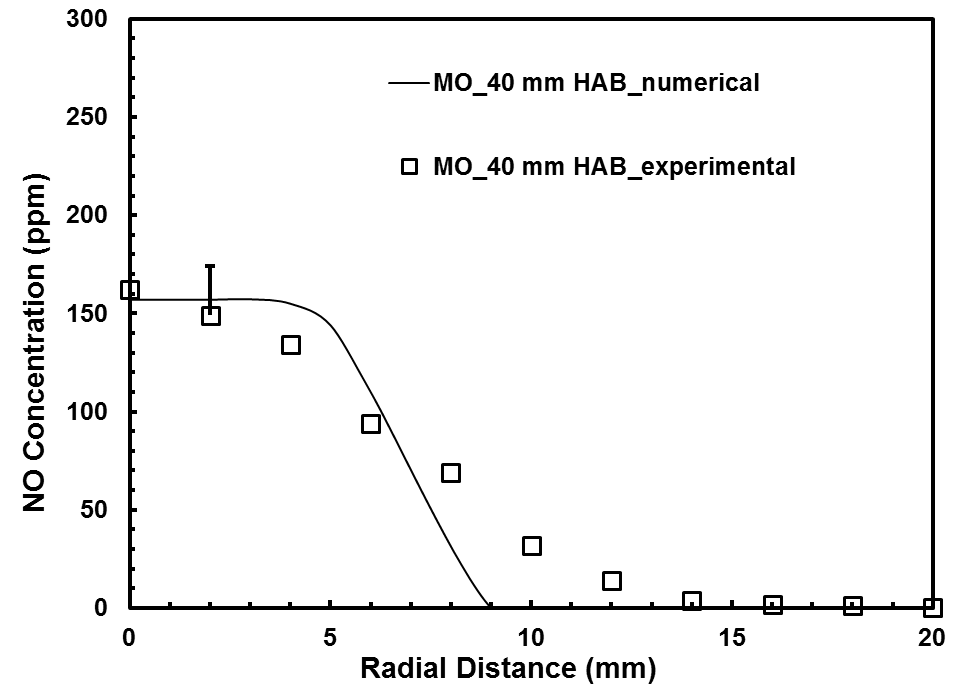 300
250
200
150
100
50
0
NO Concentration (ppm)
MO_40 mm HAB_numerical
MO_40 mm HAB_experimental
0 5 10 15 20
Radial Distance (mm)